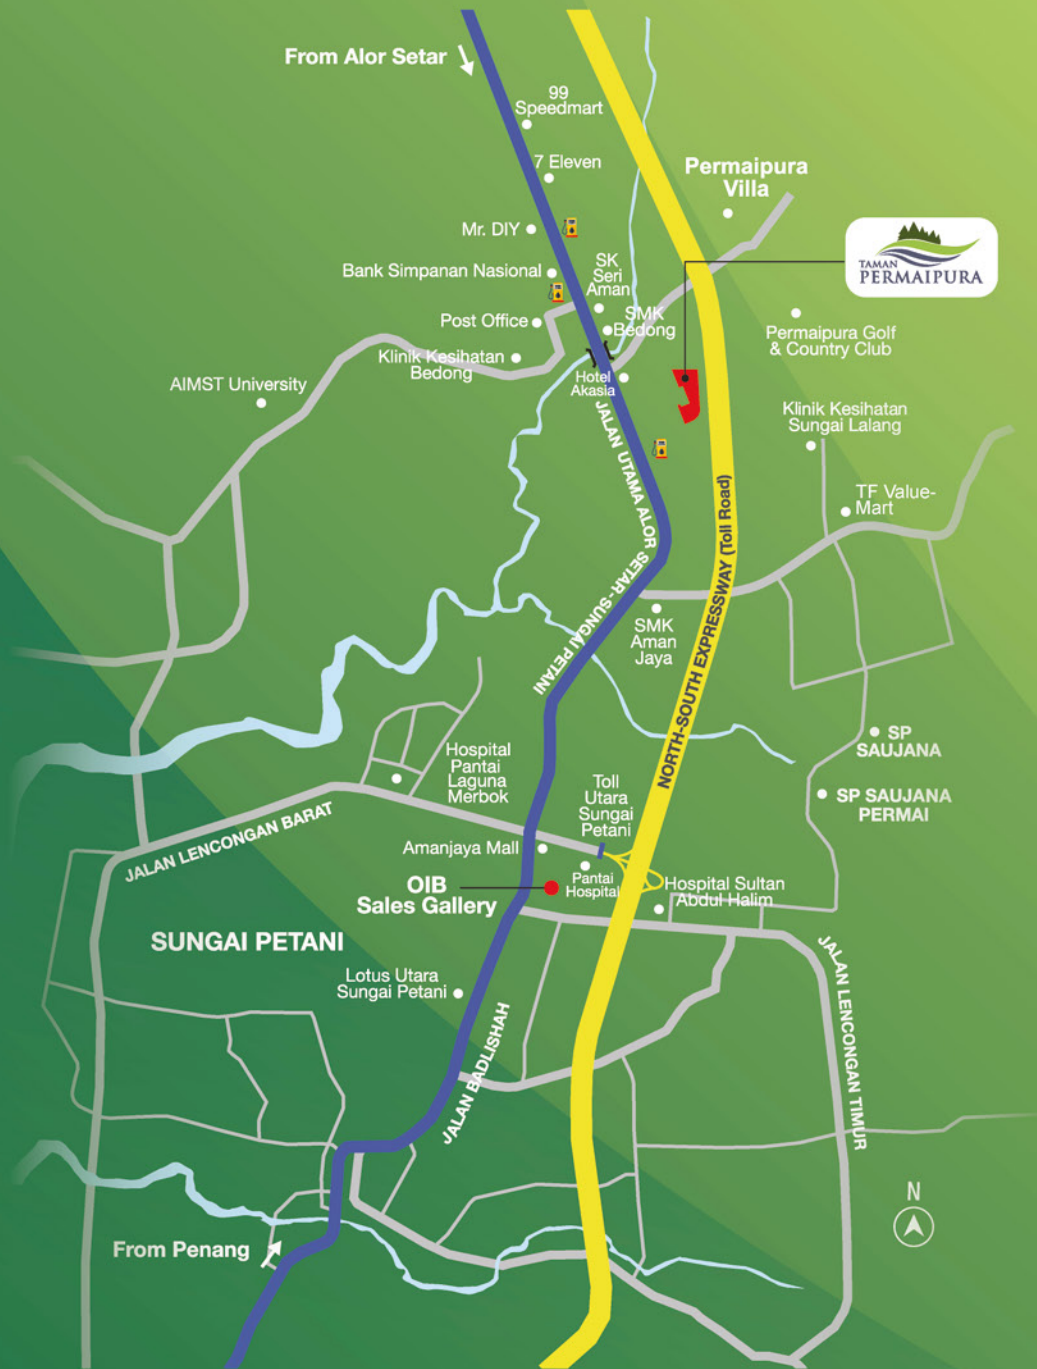 From Alor Setar
99
Speedmart
7 Eleven
Permaipura
Villa
Mr. DIY
TAMAN
PERMAIPURA
Bank Simpanan Nasional
SK
Seri
Aman
Post Office
SMK
Bedong
Permaipura Golf
& Country Club
Klinik Kesihatan
Bedong
AIMST University
Hotel
Akasia
Klinik Kesihatan
Sungai Lalang
JALAN UTAMA ALOR SETAR - SUNGAI PETANI
TF Value-
Mart
NORTH-SOUTH EXPRESSWAY (Toll Road)
SMK
Aman
Jaya
SP
SAUJANA
Hospital
Pantai
Laguna
Merbok
Toll
Utara
Sungai
Petani
SP SAUJANA
PERMAI
JALAN LENCONGAN BARAT
Amanjaya Mall
Pantai
Hospital
OIB
Sales Gallery
Hospital Sultan
Abdul Halim
SUNGAI PETANI
Lotus Utara
Sungai Petani
JALAN LENCONGAN TIMUR
JALAN BADLISHAH
N
From Penang